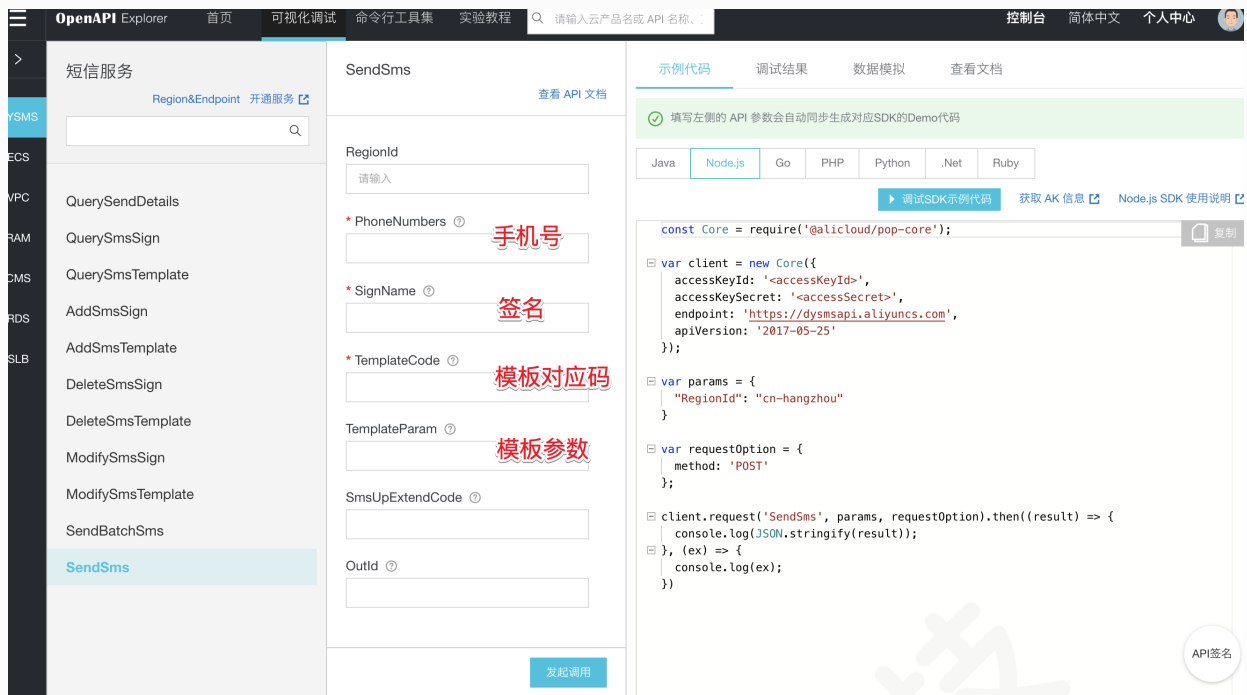 OpenAPI Explorer 首页 可视化调试 命令行工具集 实验教程 请输入云产品名或 API 名称、 控制台 简体中文 个人中心
YSMS
ECS
VPC
RAM
CMS
RDS
SLB
短信服务
Region&Endpoint 开通服务
QuerySendDetails
QuerySmsSign
QuerySmsTemplate
AddSmsSign
AddSmsTemplate
DeleteSmsSign
DeleteSmsTemplate
ModifySmsSign
ModifySmsTemplate
SendBatchSms
SendSms
SendSms
查看 API 文档
RegionId
请输入
* PhoneNumbers
手机号
* SignName
签名
* TemplateCode
模板对应码
TemplateParam
模板参数
SmsUpExtendCode
OutId
发起调用
示例代码 调试结果 数据模拟 查看文档
填写左侧的 API 参数会自动同步生成对应SDK的Demo代码
Java Node.js Go PHP Python .Net Ruby
调试SDK示例代码 获取 AK 信息 Node.js SDK 使用说明
复制
const Core = require('@alicloud/pop-core');
var client = new Core({
accessKeyId: '<accessKeyId>',
accessKeySecret: '<accessSecret>',
endpoint: 'https://dysmsapi.aliyuncs.com',
apiVersion: '2017-05-25'
});
var params = {
"RegionId": "cn-hangzhou"
}
var requestOption = {
method: 'POST'
};
client.request('SendSms', params, requestOption).then((result) => {
console.log(JSON.stringify(result));
}, (ex) => {
console.log(ex);
})
API签名